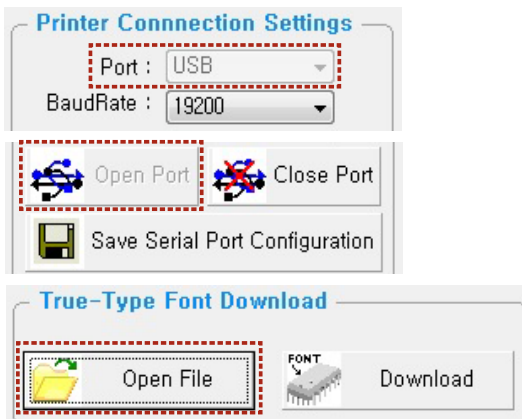 Printer Connnection Settings
Port : USB
BaudRate : 19200
Open Port Close Port
Save Serial Port Configuration
True-Type Font Download
Open File FONT Download